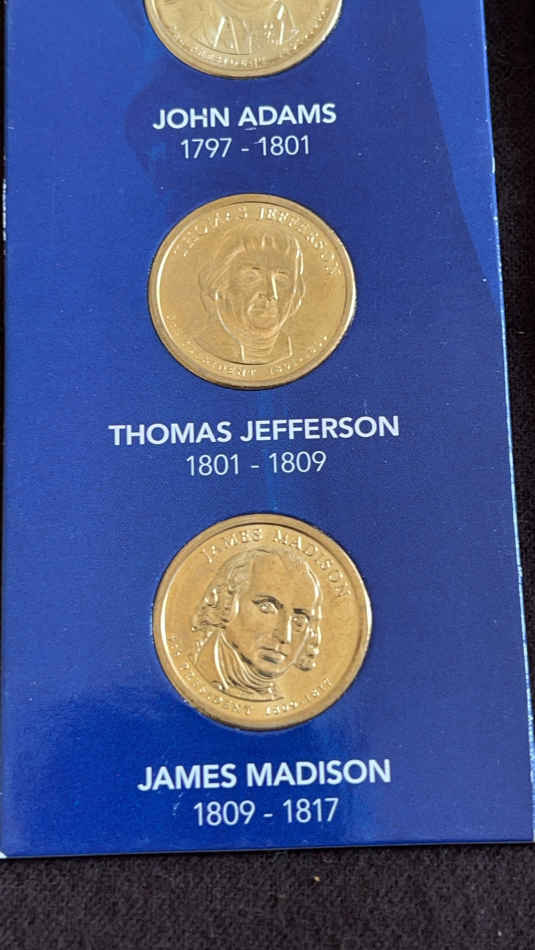 JOHN ADAMS
1797 - 1801
THOMAS JEFFERSON
PRESIDENT
THOMAS JEFFERSON
1801 - 1809
JAMES MADISON
PRESIDENT 1809-1817
JAMES MADISON
1809 - 1817